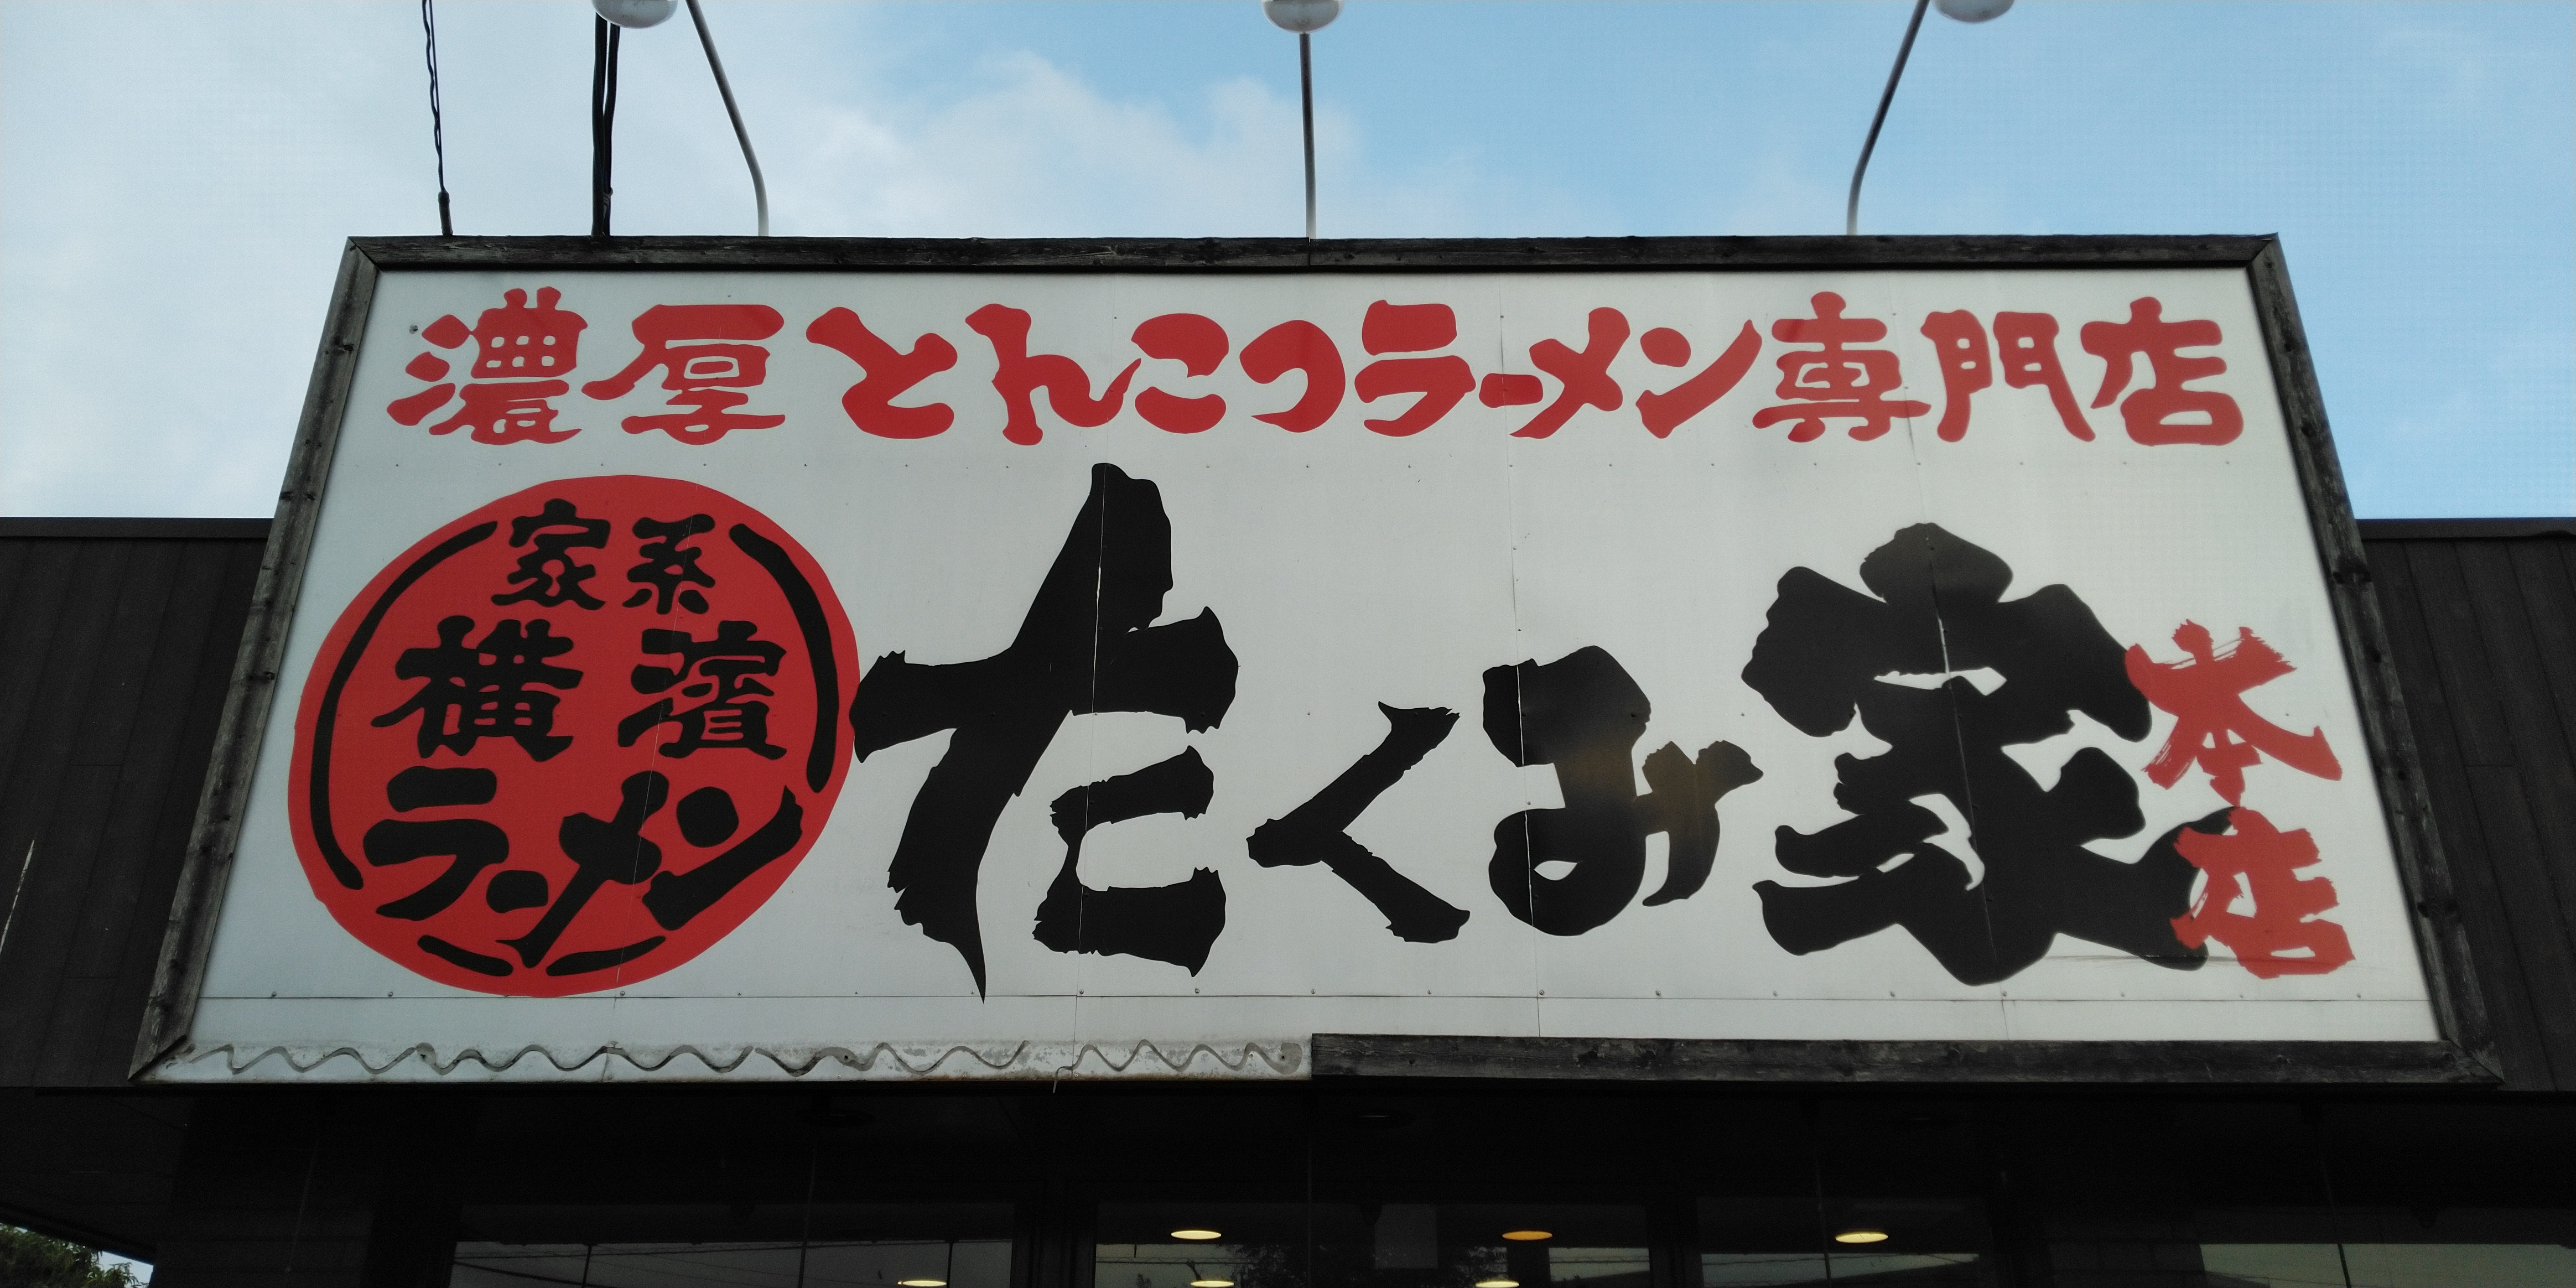 濃厚とんこつラーメン専門店
家系
横濱
ラーメン
たくみ家
本店